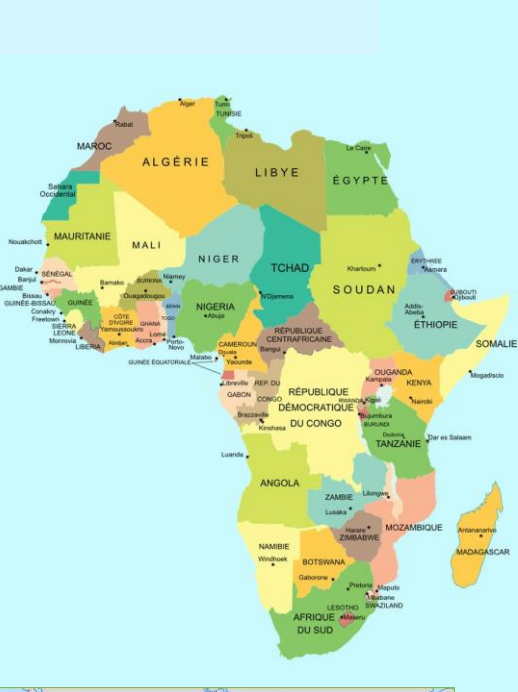 Alger
Tunis
TUNISIE
Rabat
Tripoli
MAROC
Le Caire
ALGÉRIE
LIBYE
ÉGYPTE
Sahara
Occidental
Nouakchott
MAURITANIE
MALI
NIGER
TCHAD
Khartoum
SOUDAN
ÉRYTHRÉE
Asmara
Dakar
SÉNÉGAL
Banjul
GAMBIE
Bamako
BURKINA
Niamey
Ouagadougou
N'Djamena
DJIBOUTI
Djibouti
Bissau
GUINÉE-BISSAU
GUINÉE
Conakry
Freetown
SIERRA
LEONE
Monrovia
LIBERIA
CÔTE
D'IVOIRE
Yamoussoukro
Abidjan
GHANA
Accra
TOGO
Lomé
BÉNIN
Porto-
Novo
NIGERIA
Abuja
Addis-
Abeba
ÉTHIOPIE
SOMALIE
CAMEROUN
Douala
Yaounde
Malabo
GUINÉE ÉQUATORIALE
RÉPUBLIQUE
CENTRAFRICAINE
Bangui
Libreville
GABON
REP. DU
CONGO
Brazzaville
Kinshasa
RÉPUBLIQUE
DÉMOCRATIQUE
DU CONGO
OUGANDA
Kampala
KENYA
Nairobi
Mogadiscio
RWANDA
Kigali
Bujumbura
BURUNDI
Dodoma
TANZANIE
Dar es Salaam
Luanda
ANGOLA
ZAMBIE
Lusaka
Lilongwe
Harare
ZIMBABWE
MOZAMBIQUE
Antananarivo
MADAGASCAR
NAMIBIE
Windhoek
BOTSWANA
Gaborone
Pretoria
Maputo
Mbabane
SWAZILAND
LESOTHO
Maseru
AFRIQUE
DU SUD